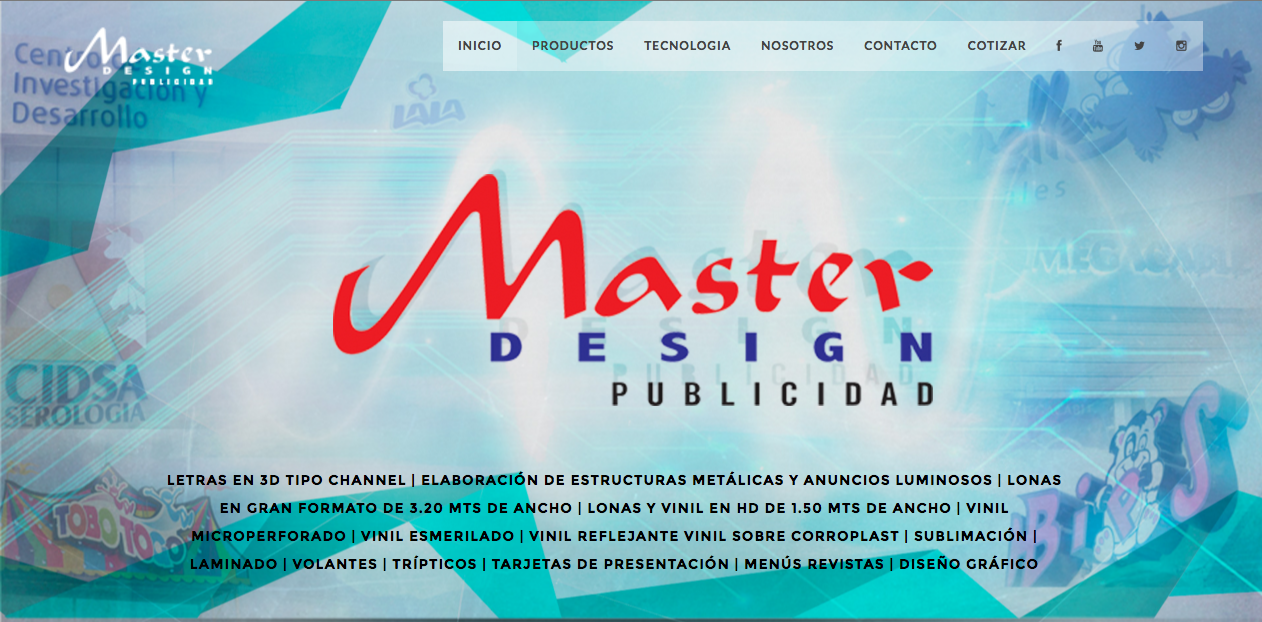 Centro de
Investigación y
Desarrollo
Master
DESIGN
PUBLICIDAD
INICIO PRODUCTOS TECNOLOGIA NOSOTROS CONTACTO COTIZAR
LALA
Master
DESIGN
PUBLICIDAD
MEGACABLE
CIDSA
SEROLOGIA
BIPS
LETRAS EN 3D TIPO CHANNEL | ELABORACIÓN DE ESTRUCTURAS METÁLICAS Y ANUNCIOS LUMINOSOS | LONAS
EN GRAN FORMATO DE 3.20 MTS DE ANCHO | LONAS Y VINIL EN HD DE 1.50 MTS DE ANCHO | VINIL
MICROPERFORADO | VINIL ESMERILADO | VINIL REFLEJANTE VINIL SOBRE CORROPLAST | SUBLIMACIÓN |
LAMINADO | VOLANTES | TRÍPTICOS | TARJETAS DE PRESENTACIÓN | MENÚS REVISTAS | DISEÑO GRÁFICO